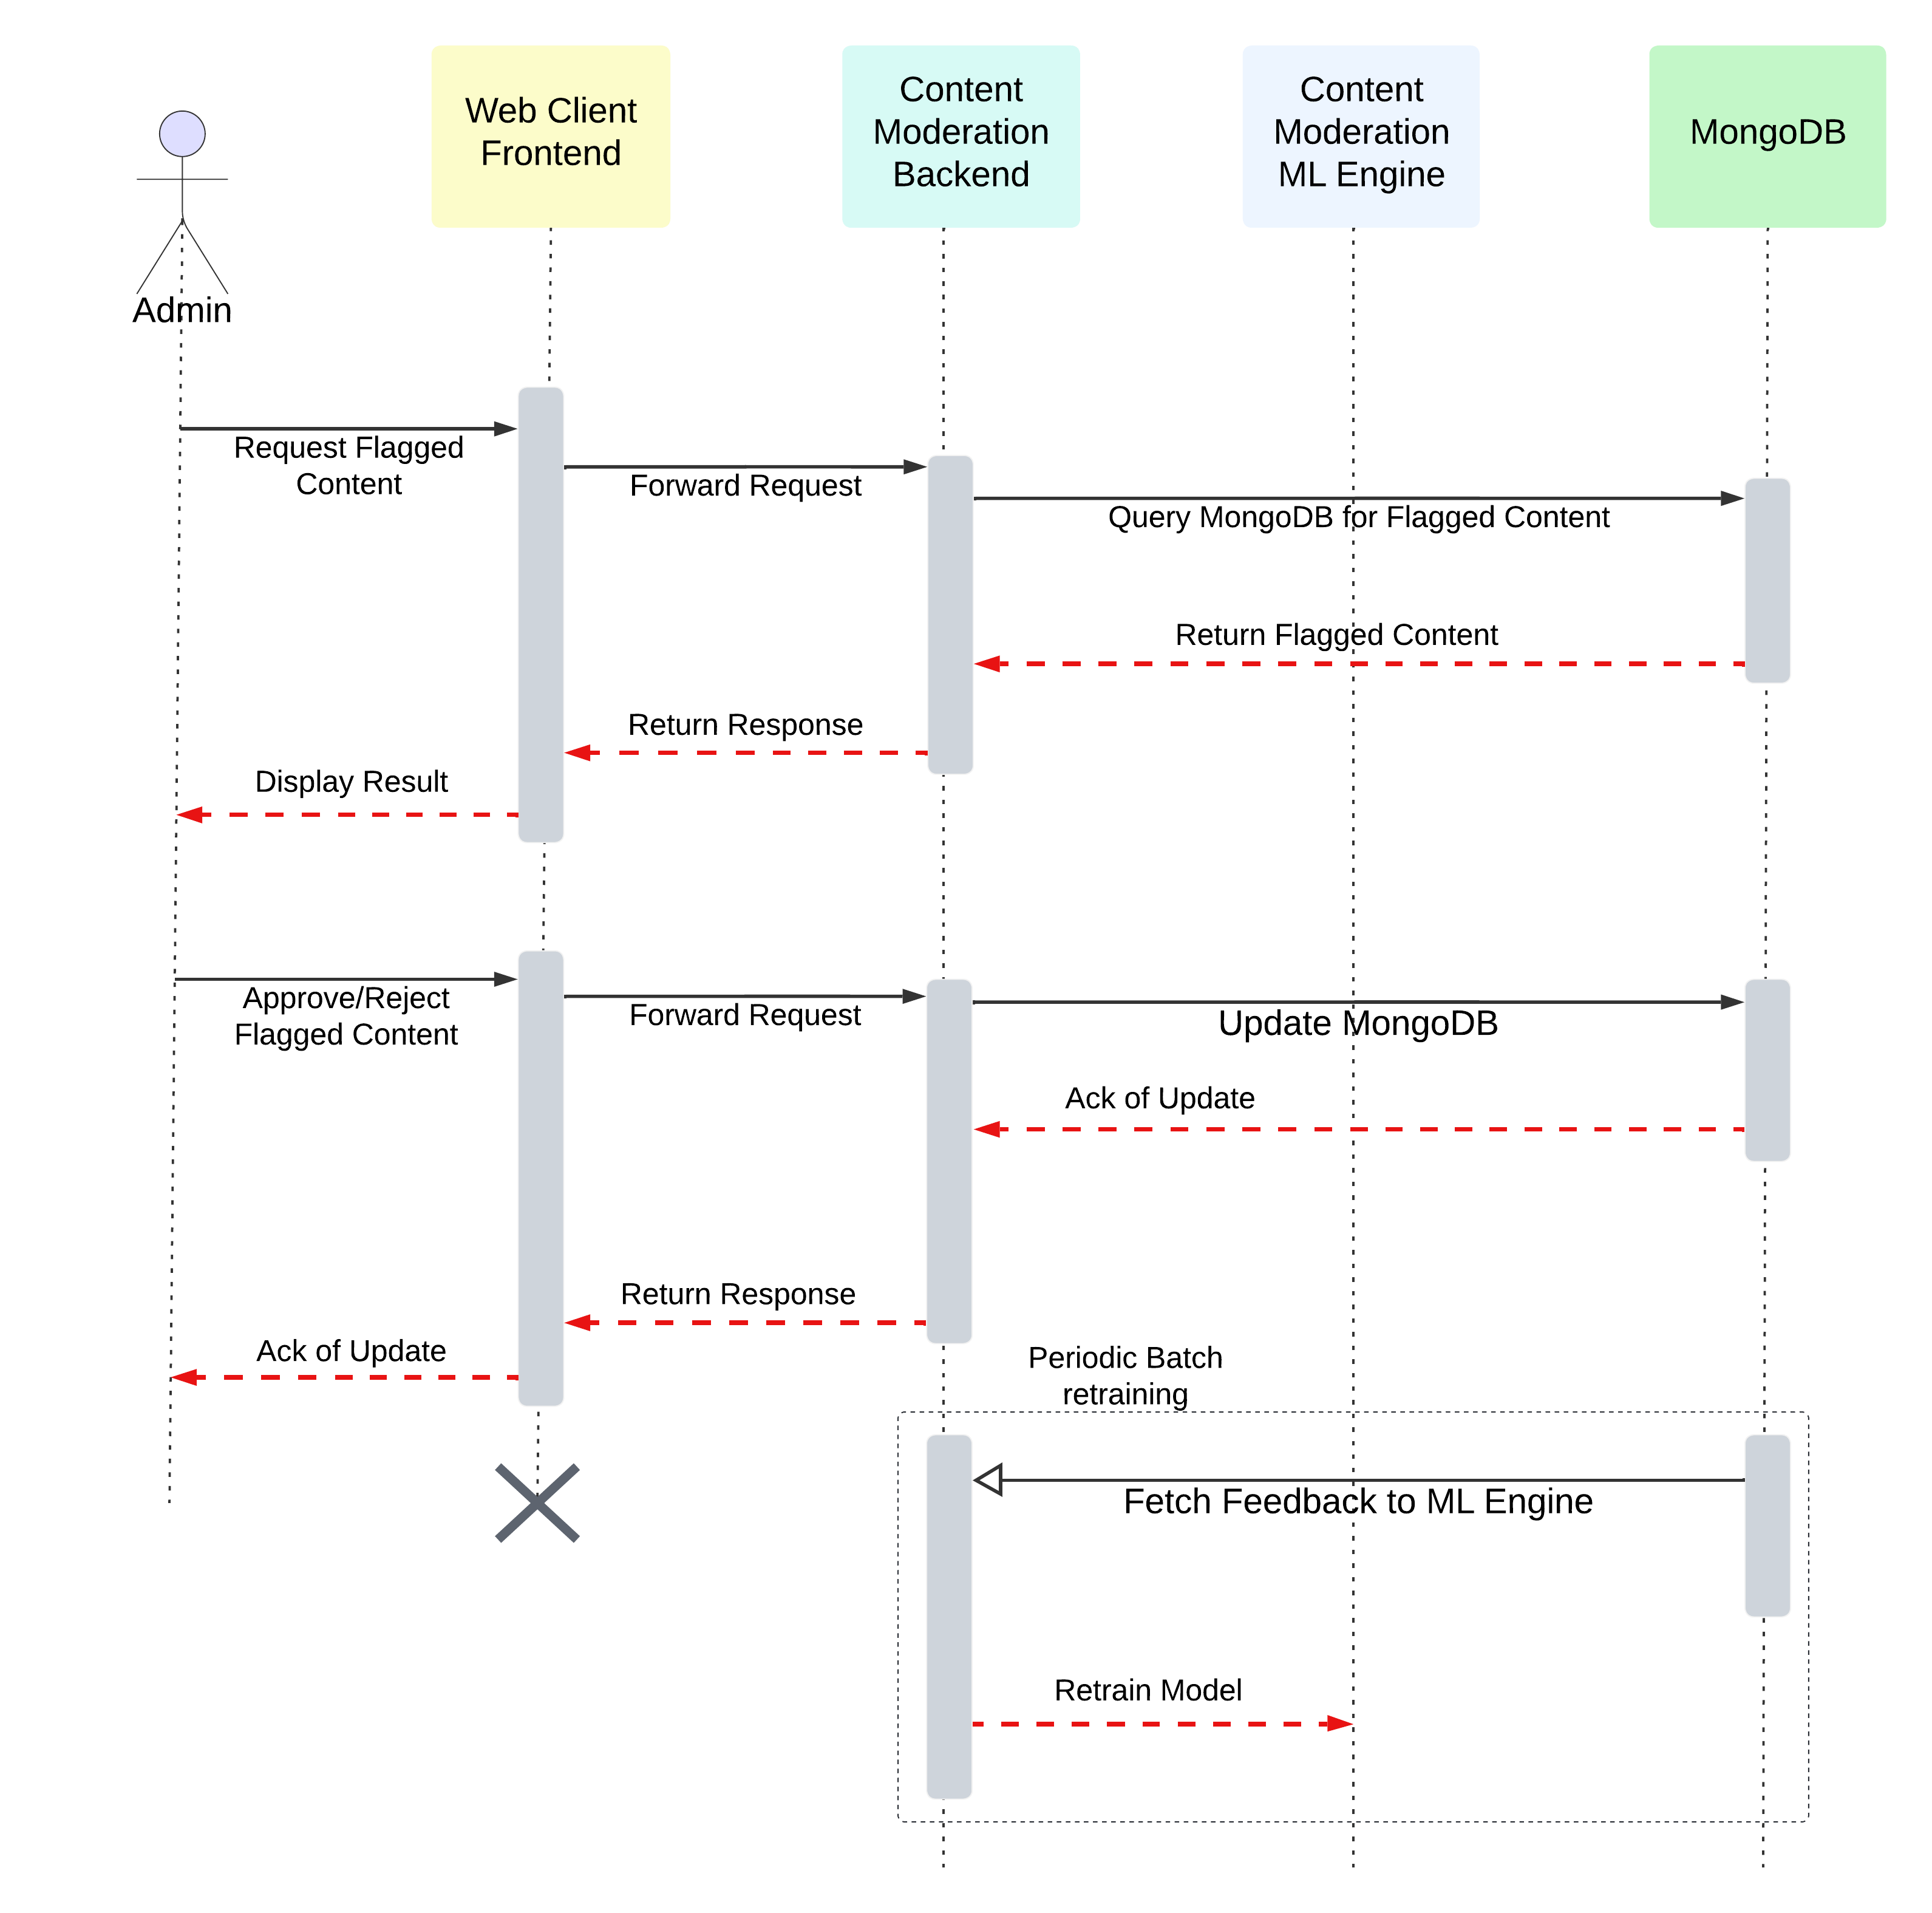 Web Client
Frontend
Content
Moderation
Backend
Content
Moderation
ML Engine
MongoDB
Admin
Request Flagged
Content
Forward Request
Query MongoDB for Flagged Content
Return Flagged Content
Return Response
Display Result
Approve/Reject
Flagged Content
Forward Request
Update MongoDB
Ack of Update
Return Response
Ack of Update
Periodic Batch
retraining
Fetch Feedback to ML Engine
Retrain Model